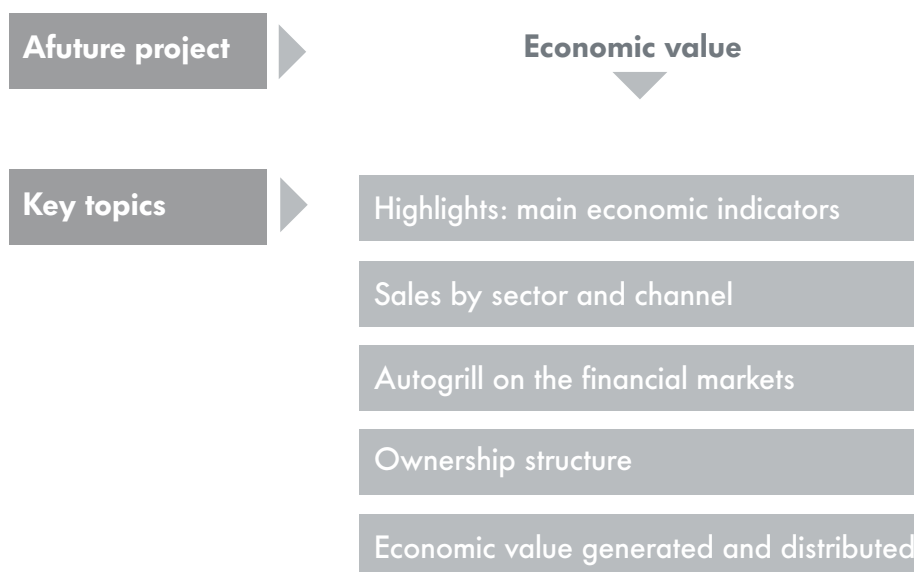 Afuture project
Economic value
Key topics
Highlights: main economic indicators
Sales by sector and channel
Autogrill on the financial markets
Ownership structure
Economic value generated and distributed